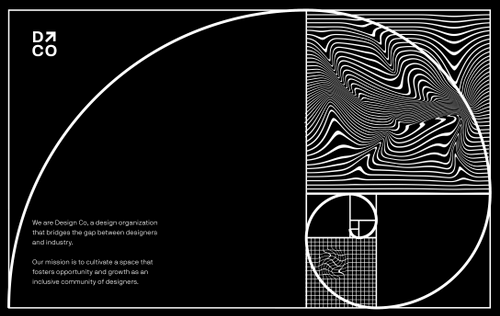 D↗
CO
We are Design Co, a design organization
that bridges the gap between designers
and industry.
Our mission is to cultivate a space that
fosters opportunity and growth as an
inclusive community of designers.